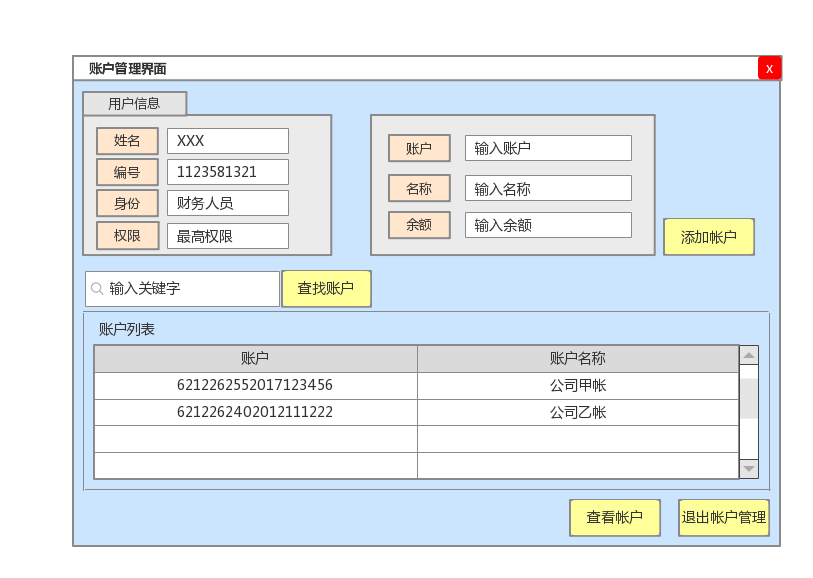 账户管理界面
x
用户信息
姓名 XXX
编号 1123581321
身份 财务人员
权限 最高权限
账户 输入账户
名称 输入名称
余额 输入余额
添加帐户
输入关键字
查找账户
账户列表
账户 账户名称
6212262552017123456 公司甲帐
6212262402012111222 公司乙帐
查看帐户
退出帐户管理